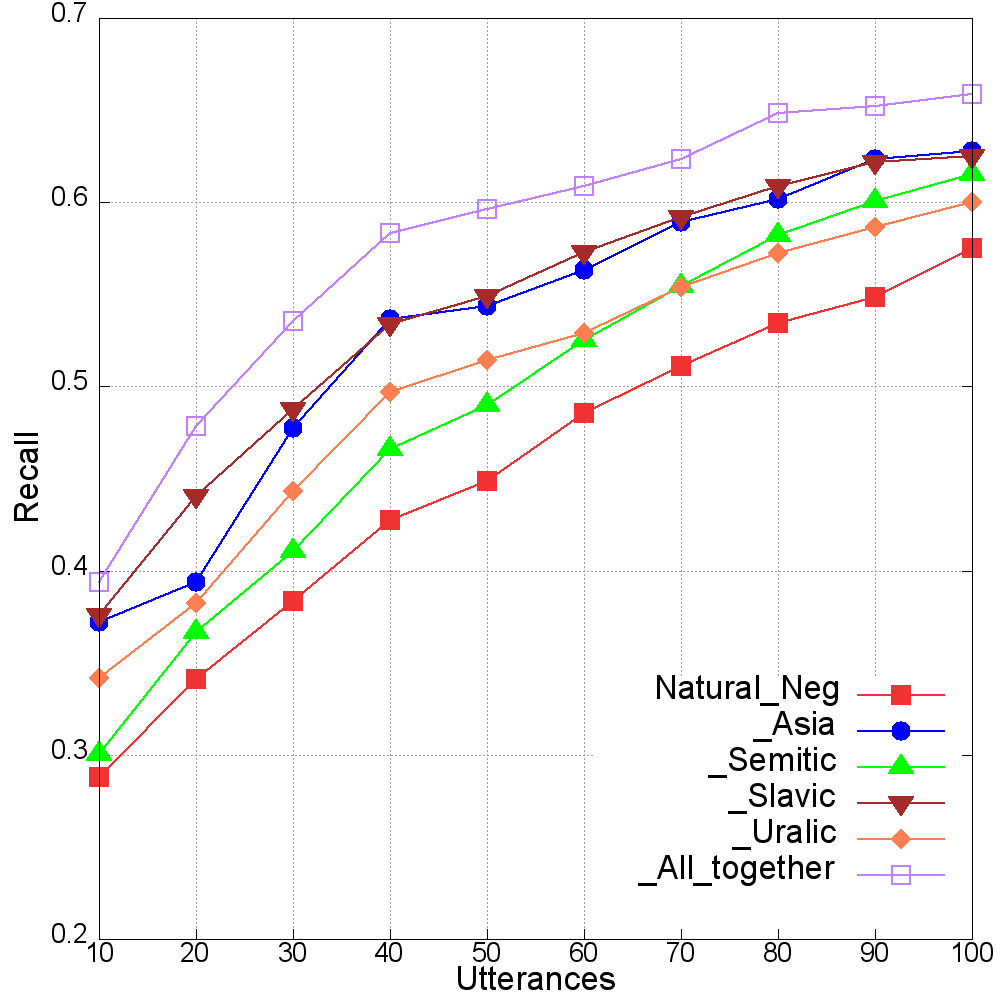 0.7
0.6
0.5
0.4
0.3
0.2
Recall
Natural_Neg
_Asia
_Semitic
_Slavic
_Uralic
_All_together
10 20 30 40 50 60 70 80 90 100
Utterances